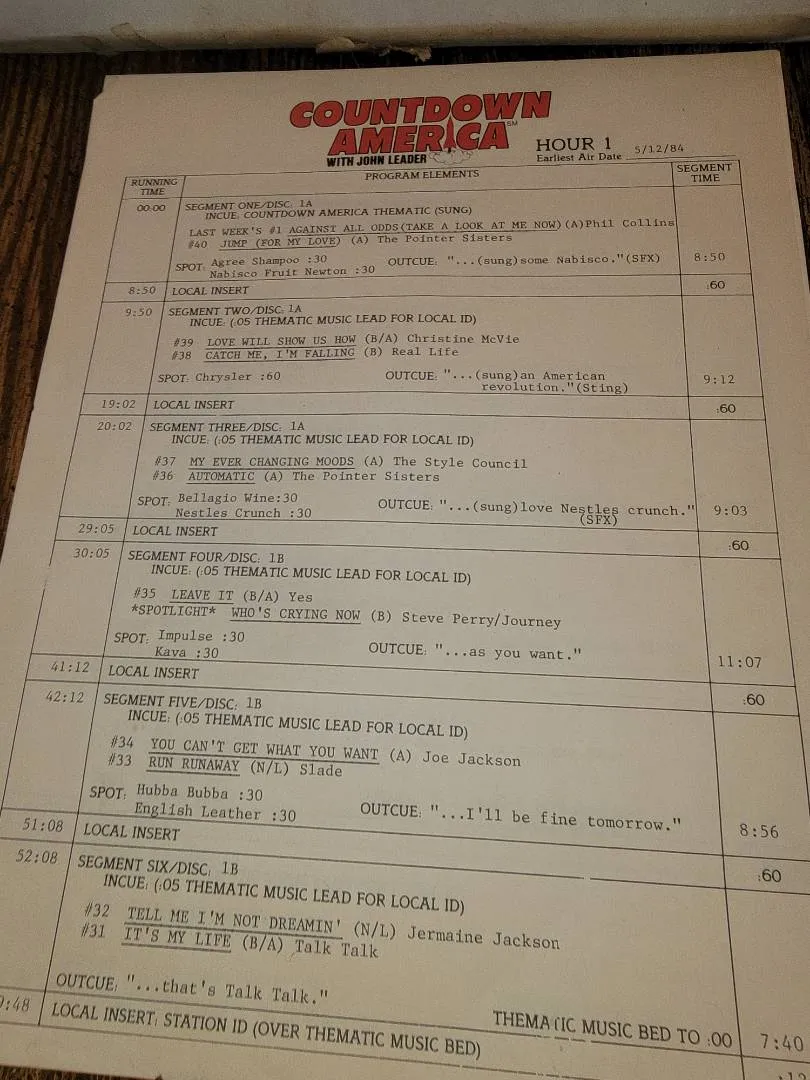 COUNTDOWN
AMERICA SM
WITH JOHN LEADER
HOUR 1
Earliest Air Date 5/12/84
RUNNING TIME
PROGRAM ELEMENTS
SEGMENT TIME
00:00 SEGMENT ONE/DISC: 1A
INCUE: COUNTDOWN AMERICA THEMATIC (SUNG)
LAST WEEK'S #1 AGAINST ALL ODDS(TAKE A LOOK AT ME NOW)(A)Phil Collins
#40 JUMP (FOR MY LOVE) (A) The Pointer Sisters
SPOT: Agree Shampoo :30 OUTCUE: "...(sung)some Nabisco."(SFX) 8:50
Nabisco Fruit Newton :30
8:50 LOCAL INSERT :60
9:50 SEGMENT TWO/DISC: 1A
INCUE: (:05 THEMATIC MUSIC LEAD FOR LOCAL ID)
#39 LOVE WILL SHOW US HOW (B/A) Christine McVie
#38 CATCH ME, I'M FALLING (B) Real Life
SPOT: Chrysler :60 OUTCUE: "...(sung)an American 9:12
revolution."(Sting)
19:02 LOCAL INSERT :60
20:02 SEGMENT THREE/DISC: 1A
INCUE: (:05 THEMATIC MUSIC LEAD FOR LOCAL ID)
#37 MY EVER CHANGING MOODS (A) The Style Council
#36 AUTOMATIC (A) The Pointer Sisters
SPOT: Bellagio Wine:30 OUTCUE: "...(sung)love Nestles crunch." 9:03
Nestles Crunch :30 (SFX)
29:05 LOCAL INSERT :60
30:05 SEGMENT FOUR/DISC: 1B
INCUE: (:05 THEMATIC MUSIC LEAD FOR LOCAL ID)
#35 LEAVE IT (B/A) Yes
*SPOTLIGHT* WHO'S CRYING NOW (B) Steve Perry/Journey
SPOT: Impulse :30 OUTCUE: "...as you want." 11:07
Kava :30
41:12 LOCAL INSERT :60
42:12 SEGMENT FIVE/DISC: 1B
INCUE: (:05 THEMATIC MUSIC LEAD FOR LOCAL ID)
#34 YOU CAN'T GET WHAT YOU WANT (A) Joe Jackson
#33 RUN RUNAWAY (N/L) Slade
SPOT: Hubba Bubba :30
English Leather :30 OUTCUE: "...I'll be fine tomorrow." 8:56
51:08 LOCAL INSERT :60
52:08 SEGMENT SIX/DISC: 1B
INCUE: (:05 THEMATIC MUSIC LEAD FOR LOCAL ID)
#32 TELL ME I'M NOT DREAMIN' (N/L) Jermaine Jackson
#31 IT'S MY LIFE (B/A) Talk Talk
OUTCUE: "...that's Talk Talk."
THEMATIC MUSIC BED TO :00 7:40
9:48 LOCAL INSERT: STATION ID (OVER THEMATIC MUSIC BED)